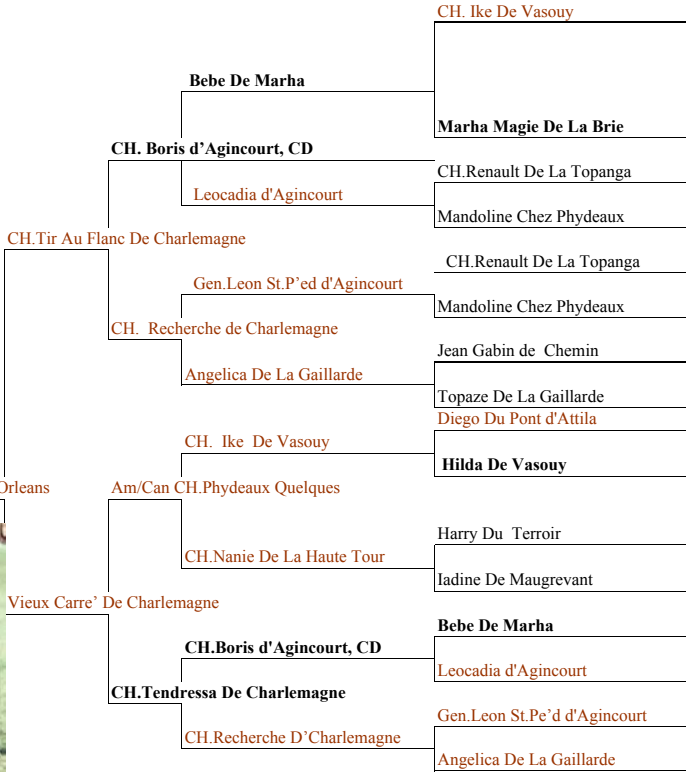 CH. Ike De Vasouy
Bebe De Marha
Marha Magie De La Brie
CH. Boris d’Agincourt, CD
CH.Renault De La Topanga
Leocadia d'Agincourt
Mandoline Chez Phydeaux
CH.Tir Au Flanc De Charlemagne
CH.Renault De La Topanga
Gen.Leon St.P’ed d'Agincourt
Mandoline Chez Phydeaux
CH. Recherche de Charlemagne
Jean Gabin de Chemin
Angelica De La Gaillarde
Topaze De La Gaillarde
Diego Du Pont d'Attila
CH. Ike De Vasouy
Hilda De Vasouy
Orleans
Am/Can CH.Phydeaux Quelques
Harry Du Terroir
CH.Nanie De La Haute Tour
Iadine De Maugrevant
Vieux Carre’ De Charlemagne
Bebe De Marha
CH.Boris d'Agincourt, CD
Leocadia d'Agincourt
CH.Tendressa De Charlemagne
Gen.Leon St.Pe’d d'Agincourt
CH.Recherche D’Charlemagne
Angelica De La Gaillarde